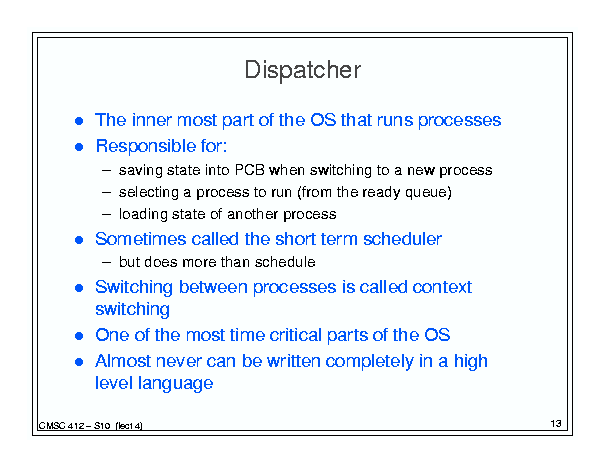 Dispatcher
● The inner most part of the OS that runs processes
● Responsible for:
– saving state into PCB when switching to a new process
– selecting a process to run (from the ready queue)
– loading state of another process
● Sometimes called the short term scheduler
– but does more than schedule
● Switching between processes is called context
switching
● One of the most time critical parts of the OS
● Almost never can be written completely in a high
level language
CMSC 412 – S10 (lect 4)
13